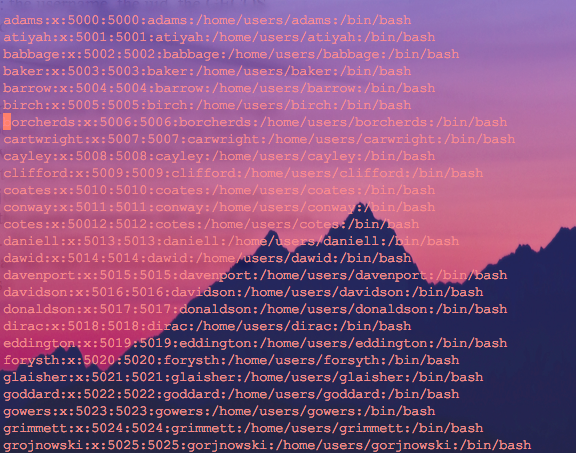 adams:x:5000:5000:adams:/home/users/adams:/bin/bash
atiyah:x:5001:5001:atiyah:/home/users/atiyah:/bin/bash
babbage:x:5002:5002:babbage:/home/users/babbage:/bin/bash
baker:x:5003:5003:baker:/home/users/baker:/bin/bash
barrow:x:5004:5004:barrow:/home/users/barrow:/bin/bash
birch:x:5005:5005:birch:/home/users/birch:/bin/bash
borcherds:x:5006:5006:borcherds:/home/users/borcherds:/bin/bash
cartwright:x:5007:5007:carwright:/home/users/carwright:/bin/bash
cayley:x:5008:5008:cayley:/home/users/cayley:/bin/bash
clifford:x:5009:5009:clifford:/home/users/clifford:/bin/bash
coates:x:5010:5010:coates:/home/users/coates:/bin/bash
conway:x:5011:5011:conway:/home/users/conway:/bin/bash
cotes:x:50012:5012:cotes:/home/users/cotes:/bin/bash
daniell:x:5013:5013:daniell:/home/users/daniell:/bin/bash
dawid:x:5014:5014:dawid:/home/users/dawid:/bin/bash
davenport:x:5015:5015:davenport:/home/users/davenport:/bin/bash
davidson:x:5016:5016:davidson:/home/users/davidson:/bin/bash
donaldson:x:5017:5017:donaldson:/home/users/donaldson:/bin/bash
dirac:x:5018:5018:dirac:/home/users/dirac:/bin/bash
eddington:x:5019:5019:eddington:/home/users/eddington:/bin/bash
forysth:x:5020:5020:forysth:/home/users/forsyth:/bin/bash
glaisher:x:5021:5021:glaisher:/home/users/glaisher:/bin/bash
goddard:x:5022:5022:goddard:/home/users/goddard:/bin/bash
gowers:x:5023:5023:gowers:/home/users/gowers:/bin/bash
grimmett:x:5024:5024:grimmett:/home/users/grimmett:/bin/bash
grojnowski:x:5025:5025:gorjnowski:/home/users/gorjnowski:/bin/bash